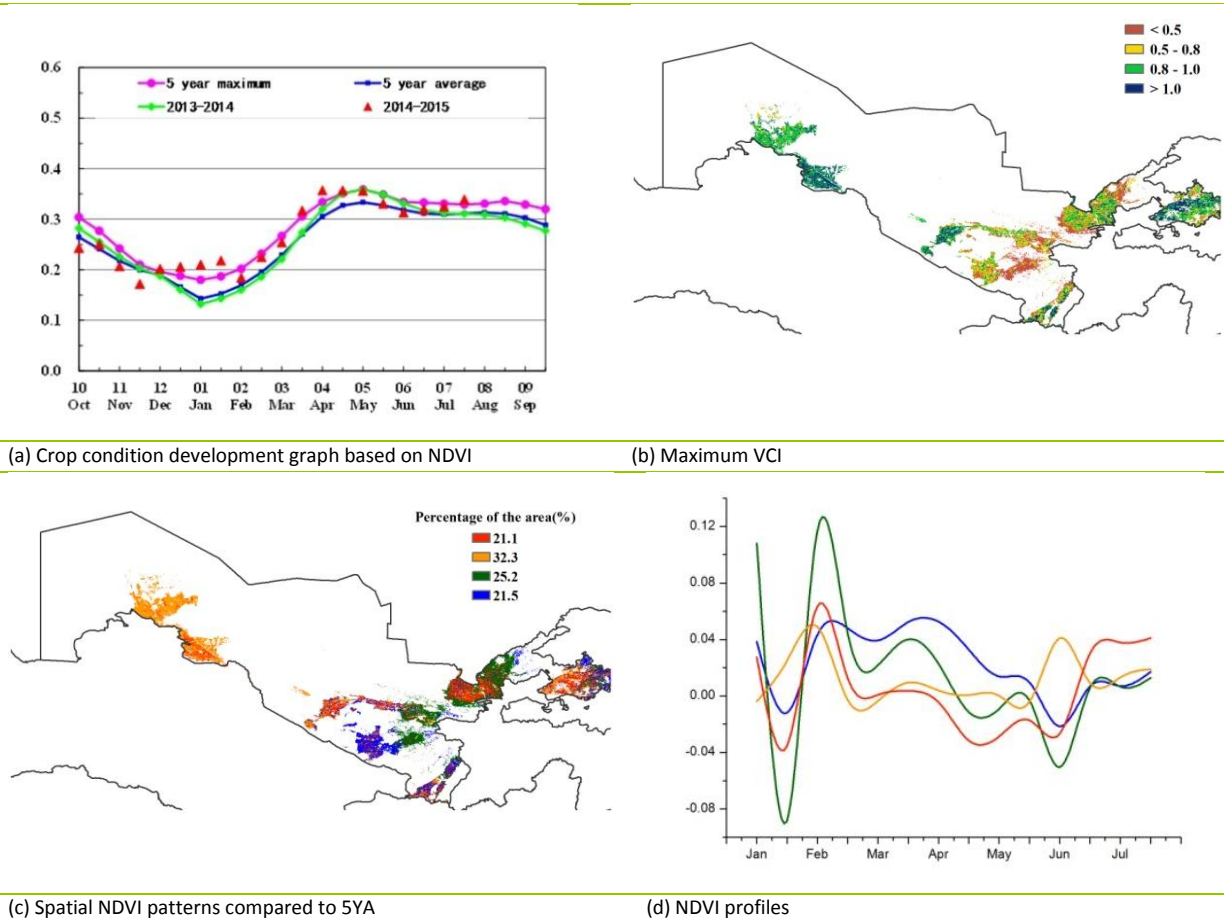 0.6
0.5
0.4
0.3
0.2
0.1
0.0
5 year maximum
5 year average
2013-2014
2014-2015
10 11 12 01 02 03 04 05 06 07 08 09
Oct Nov Dec Jan Feb Mar Apr May Jun Jul Aug Sep
< 0.5
0.5 - 0.8
0.8 - 1.0
> 1.0
(a) Crop condition development graph based on NDVI
(b) Maximum VCI
Percentage of the area(%)
21.1
32.3
25.2
21.5
0.12
0.08
0.04
0.00
-0.04
-0.08
Jan Feb Mar Apr May Jun Jul
(c) Spatial NDVI patterns compared to 5YA
(d) NDVI profiles